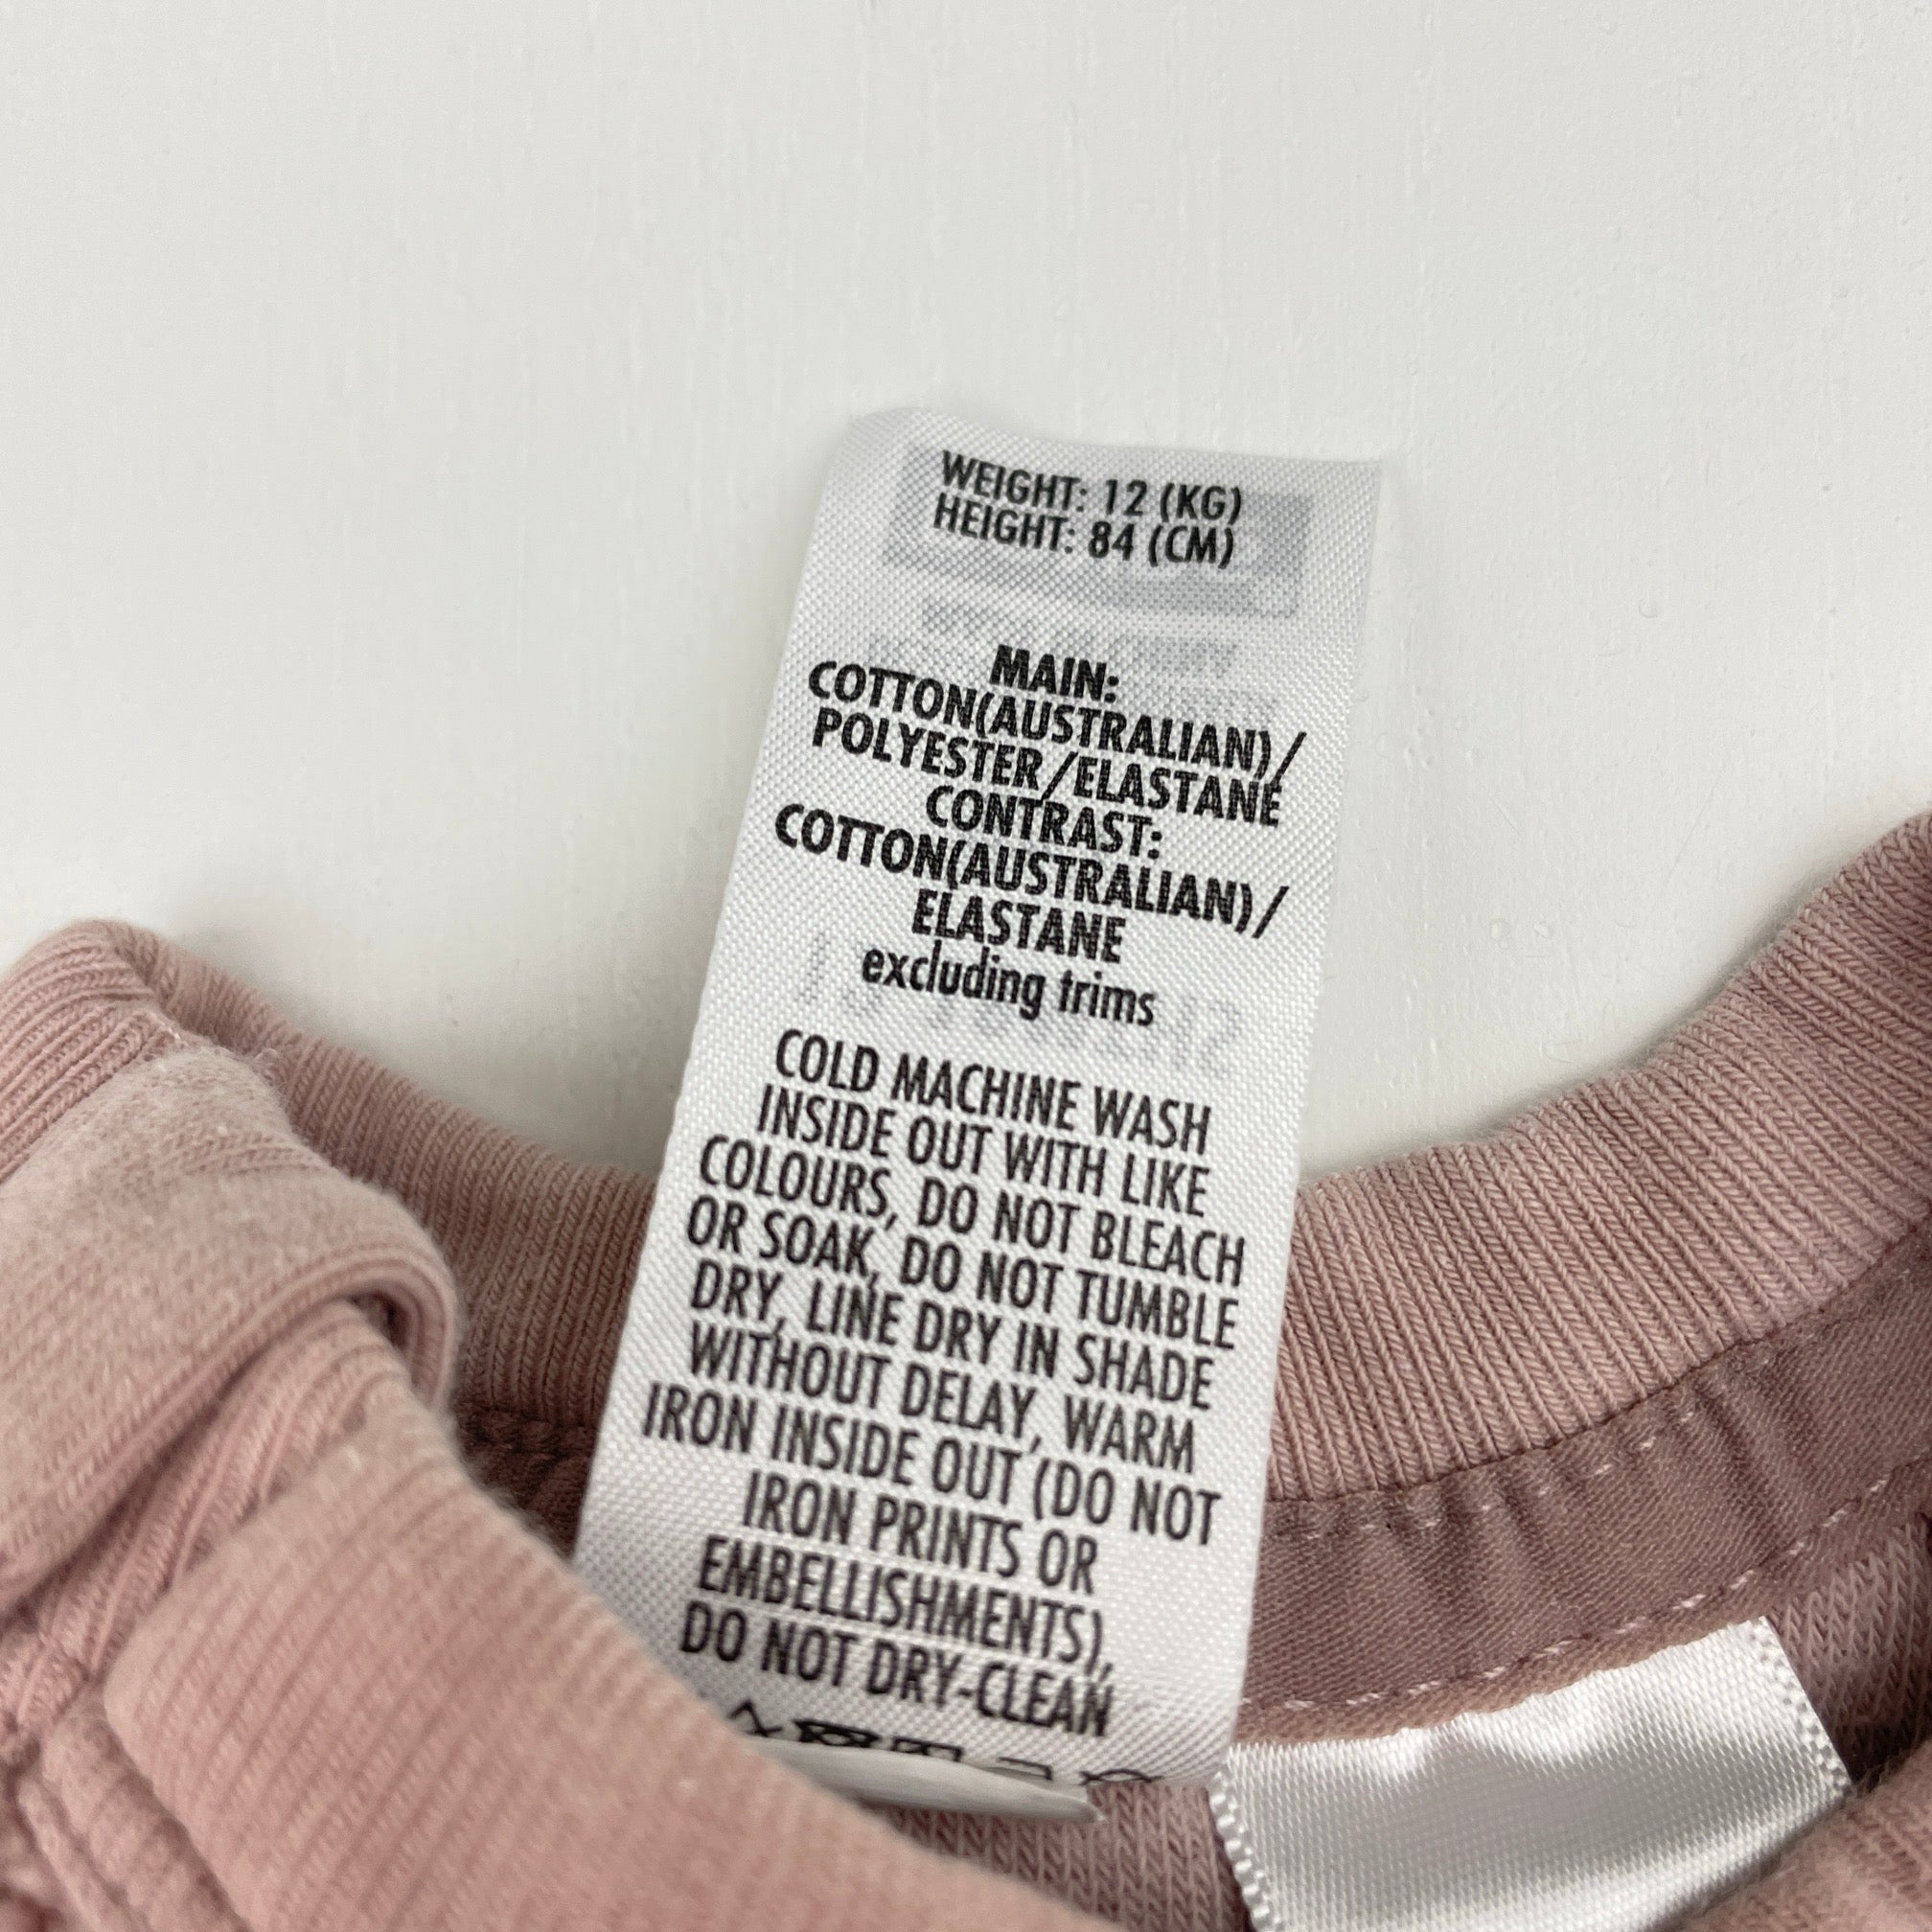 WEIGHT: 12 (KG)
HEIGHT: 84 (CM)
MAIN:
COTTON(AUSTRALIAN)/
POLYESTER/ELASTANE
CONTRAST:
COTTON(AUSTRALIAN)/
ELASTANE
excluding trims
COLD MACHINE WASH
INSIDE OUT WITH LIKE
COLOURS, DO NOT BLEACH
OR SOAK, DO NOT TUMBLE
DRY, LINE DRY IN SHADE
WITHOUT DELAY, WARM
IRON INSIDE OUT (DO NOT
IRON PRINTS OR
EMBELLISHMENTS),
DO NOT DRY-CLEAN